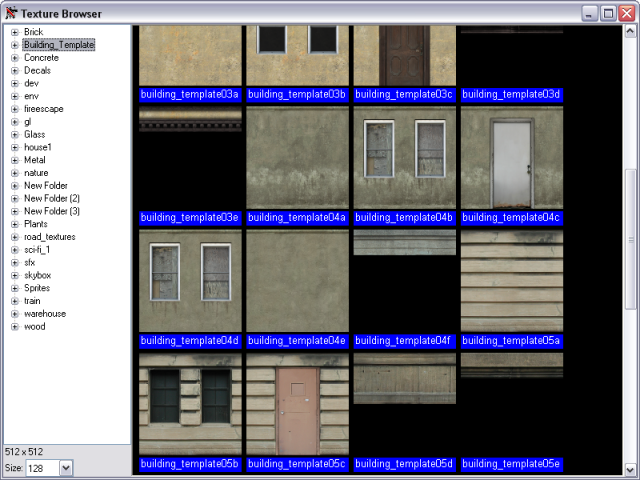 Texture Browser
Brick
Building_Template
Concrete
Decals
dev
env
fireescape
gl
Glass
house1
Metal
nature
New Folder
New Folder (2)
New Folder (3)
Plants
road_textures
sci-fi_1
sfx
skybox
Sprites
train
warehouse
wood
512 x 512
Size: 128
building_template03a building_template03b building_template03c building_template03d
building_template03e building_template04a building_template04b building_template04c
building_template04d building_template04e building_template04f building_template05a
building_template05b building_template05c building_template05d building_template05e